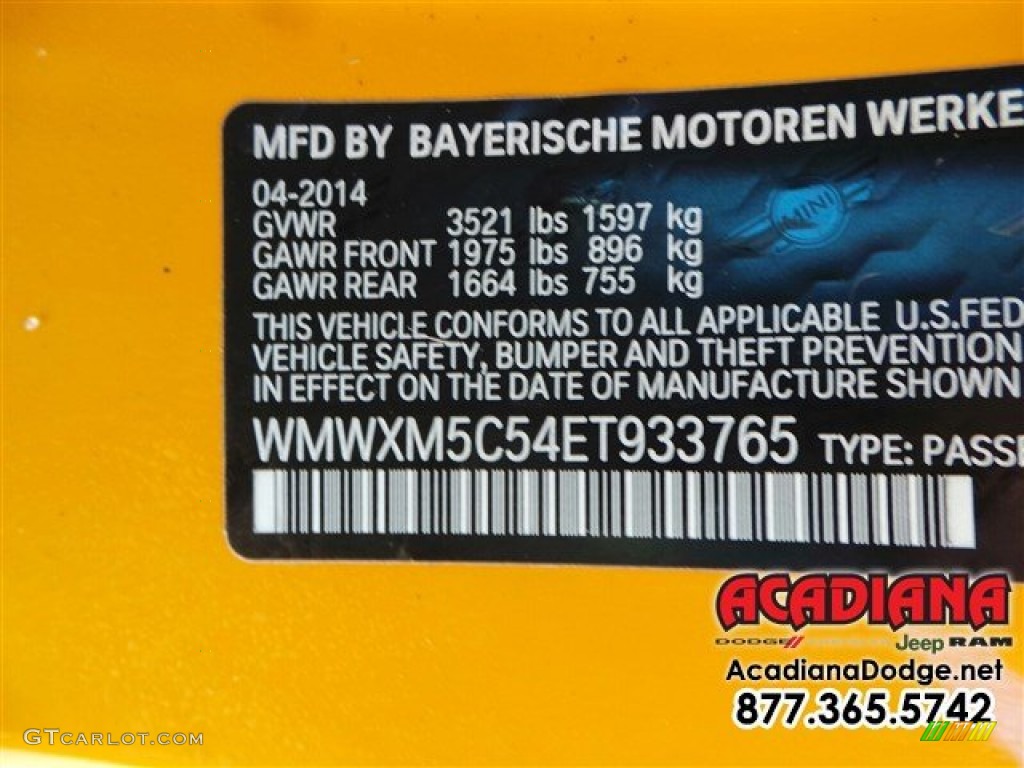 MFD BY BAYERISCHE MOTOREN WERKE
MINI
04-2014
GVWR 3521 lbs 1597 kg
GAWR FRONT 1975 lbs 896 kg
GAWR REAR 1664 lbs 755 kg
THIS VEHICLE CONFORMS TO ALL APPLICABLE U.S.FED
VEHICLE SAFETY, BUMPER AND THEFT PREVENTION
IN EFFECT ON THE DATE OF MANUFACTURE SHOWN
WMWXM5C54ET933765 TYPE: PASSE
ACADIANA
DODGE CHRYSLER Jeep RAM
AcadianaDodge.net
877.365.5742
GTCARLOT.COM